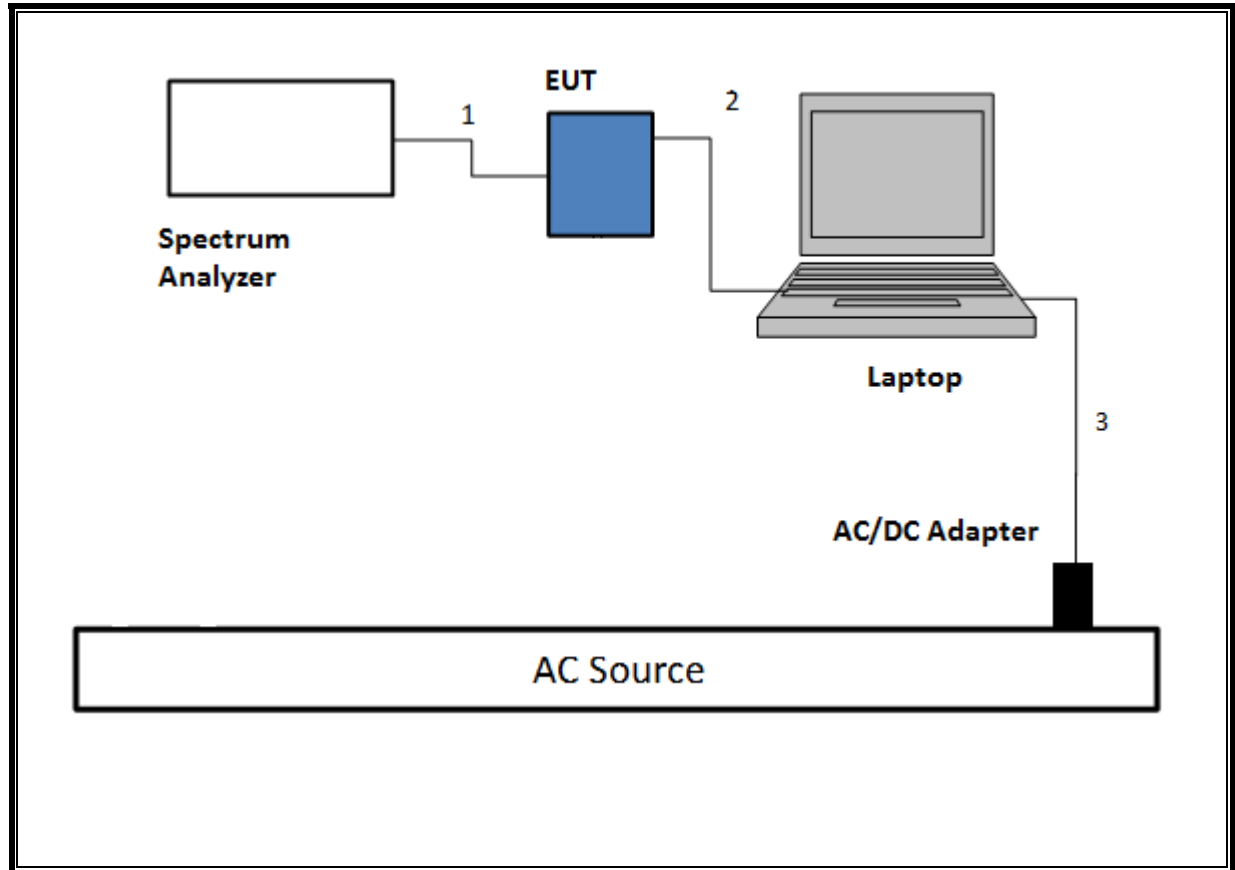 EUT
1
2
Spectrum
Analyzer
Laptop
3
AC/DC Adapter
AC Source